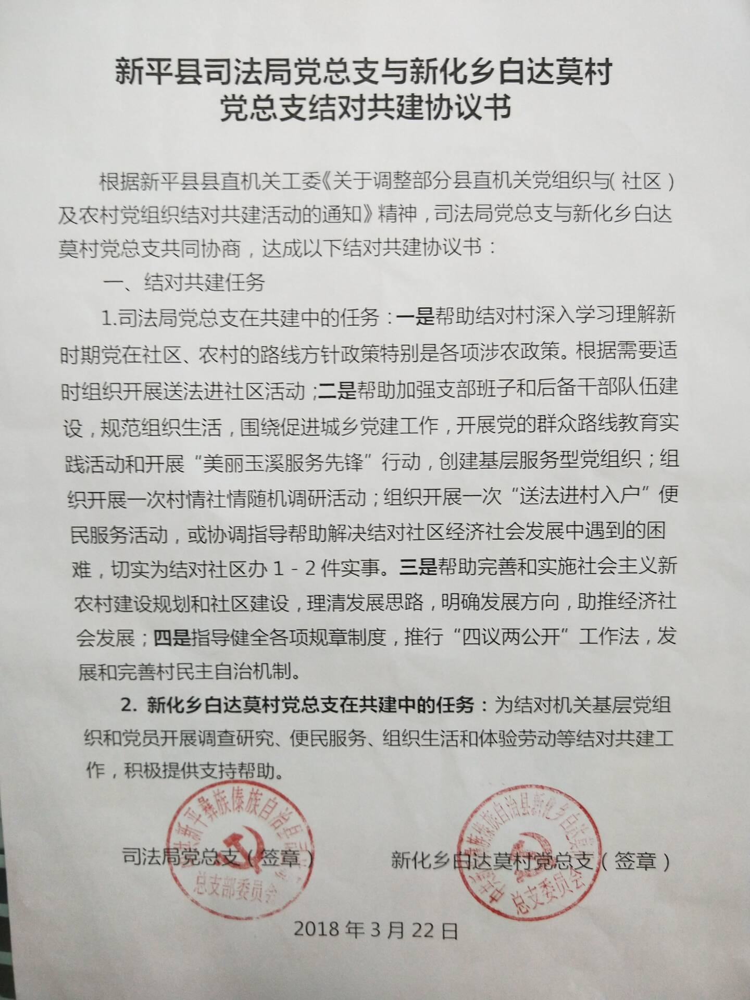 新平县司法局党总支与新化乡白达莫村
党总支结对共建协议书
根据新平县县直机关工委《关于调整部分县直机关党组织与（社区）
及农村党组织结对共建活动的通知》精神，司法局党总支与新化乡白达
莫村党总支共同协商，达成以下结对共建协议书：
一、结对共建任务
1.司法局党总支在共建中的任务：一是帮助结对村深入学习理解新
时期党在社区、农村的路线方针政策特别是各项涉农政策。根据需要适
时组织开展送法进社区活动；二是帮助加强支部班子和后备干部队伍建
设，规范组织生活，围绕促进城乡党建工作，开展党的群众路线教育实
践活动和开展“美丽玉溪服务先锋”行动，创建基层服务型党组织；组
织开展一次村情社情随机调研活动；组织开展一次“送法进村入户”便
民服务活动，或协调指导帮助解决结对社区经济社会发展中遇到的困
难，切实为结对社区办1-2件实事。三是帮助完善和实施社会主义新
农村建设规划和社区建设，理清发展思路，明确发展方向，助推经济社
会发展；四是指导健全各项规章制度，推行“四议两公开”工作法，发
展和完善村民主自治机制。
2. 新化乡白达莫村党总支在共建中的任务：为结对机关基层党组
织和党员开展调查研究、便民服务、组织生活和体验劳动等结对共建工
作，积极提供支持帮助。
新平彝族傣族自治县
司法局党总支（签章）
总支部委员会
族傣族自治县新化乡白达莫村
新化乡白达莫村党总支（签章）
总支委员会
2018年3月22日